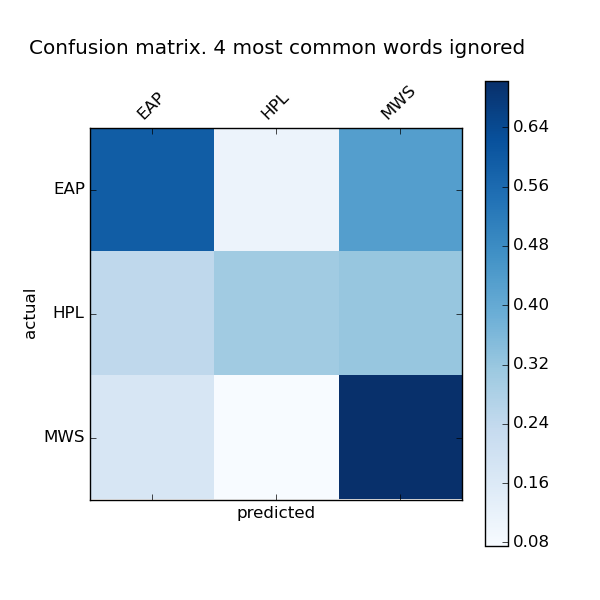 Confusion matrix. 4 most common words ignored
EAP
HPL
MWS
EAP
HPL
MWS
actual
predicted
0.64
0.56
0.48
0.40
0.32
0.24
0.16
0.08